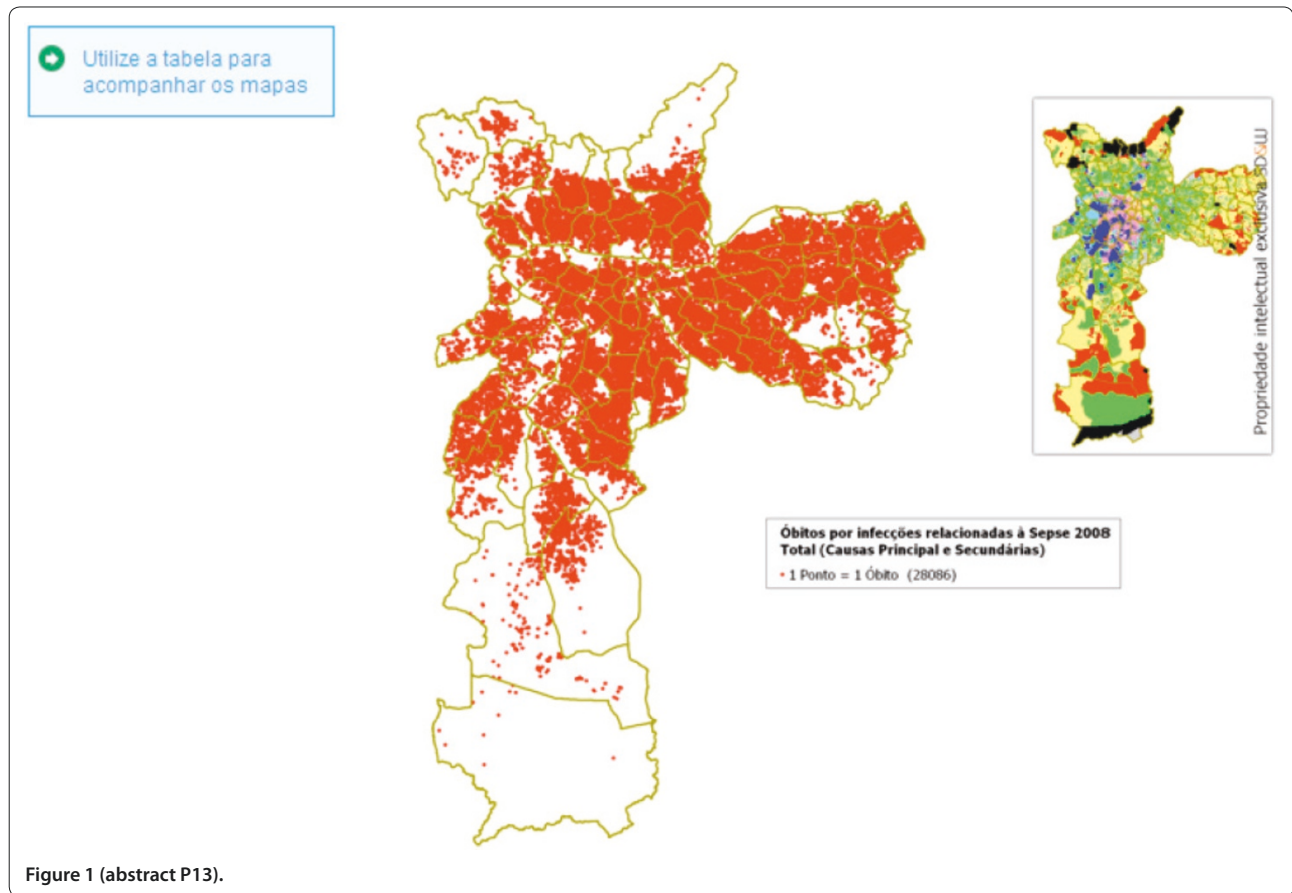 Utilize a tabela para
acompanhar os mapas
Propriedade intelectual exclusiva SD&W
Óbitos por infecções relacionadas à Sepse 2008
Total (Causas Principal e Secundárias)
1 Ponto = 1 Óbito (28086)
Figure 1 (abstract P13).